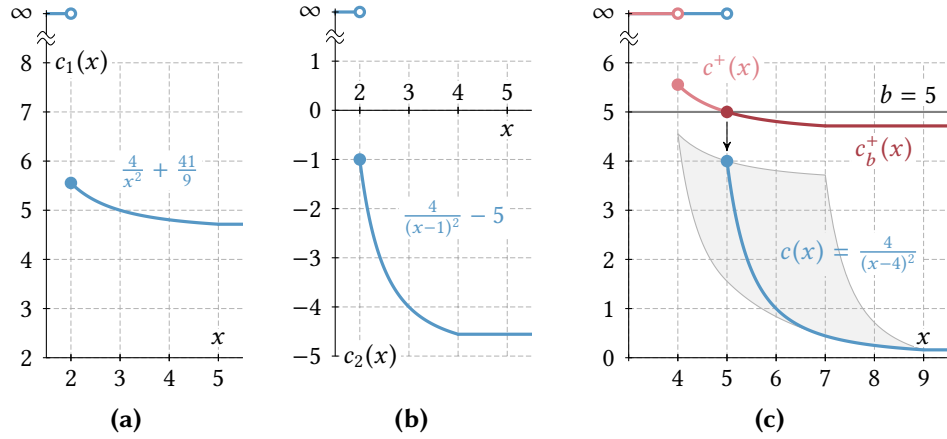 ∞
8
7
6
5
4
3
2
c₁(x)
4/x² + 41/9
x
2 3 4 5
(a)
∞
1
0
−1
−2
−3
−4
−5
2 3 4 5
x
4/(x−1)² − 5
c₂(x)
(b)
∞
6
5
4
3
2
1
0
c⁺(x)
b = 5
c_b⁺(x)
c(x) = 4/(x−4)²
x
4 5 6 7 8 9
(c)